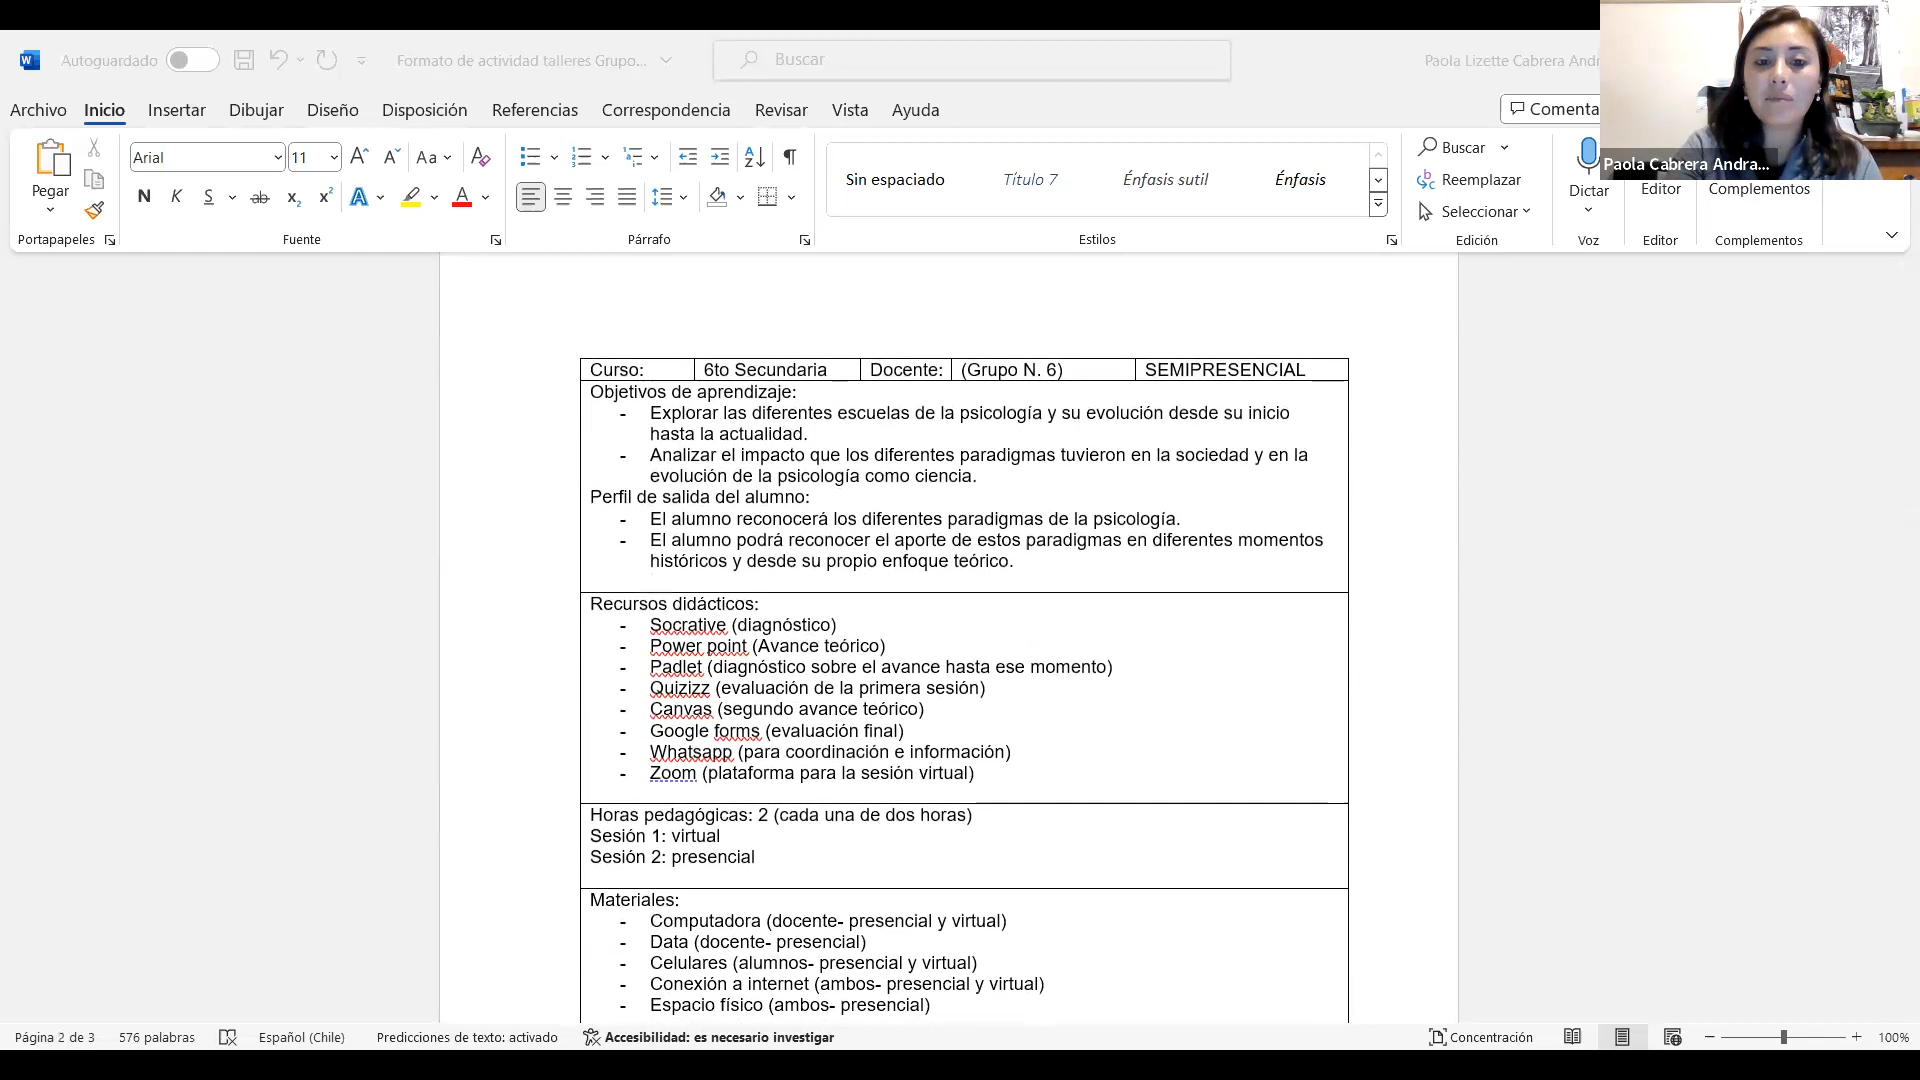 Autoguardado
Formato de actividad talleres Grupo...
Buscar
Paola Lizette Cabrera Andr
Archivo Inicio Insertar Dibujar Diseño Disposición Referencias Correspondencia Revisar Vista Ayuda
Comenta
Paola Cabrera Andra...
Pegar
Portapapeles
Arial
11
Aa
N K S ab x₂ x² A A
Fuente
Párrafo
Sin espaciado Título 7 Énfasis sutil Énfasis
Estilos
Buscar
Reemplazar
Seleccionar
Edición
Dictar
Voz
Editor
Editor
Complementos
Complementos
Curso: 6to Secundaria Docente: (Grupo N. 6) SEMIPRESENCIAL
Objetivos de aprendizaje:
- Explorar las diferentes escuelas de la psicología y su evolución desde su inicio
hasta la actualidad.
- Analizar el impacto que los diferentes paradigmas tuvieron en la sociedad y en la
evolución de la psicología como ciencia.
Perfil de salida del alumno:
- El alumno reconocerá los diferentes paradigmas de la psicología.
- El alumno podrá reconocer el aporte de estos paradigmas en diferentes momentos
históricos y desde su propio enfoque teórico.
Recursos didácticos:
- Socrative (diagnóstico)
- Power point (Avance teórico)
- Padlet (diagnóstico sobre el avance hasta ese momento)
- Quizizz (evaluación de la primera sesión)
- Canvas (segundo avance teórico)
- Google forms (evaluación final)
- Whatsapp (para coordinación e información)
- Zoom (plataforma para la sesión virtual)
Horas pedagógicas: 2 (cada una de dos horas)
Sesión 1: virtual
Sesión 2: presencial
Materiales:
- Computadora (docente- presencial y virtual)
- Data (docente- presencial)
- Celulares (alumnos- presencial y virtual)
- Conexión a internet (ambos- presencial y virtual)
- Espacio físico (ambos- presencial)
Página 2 de 3 576 palabras Español (Chile) Predicciones de texto: activado Accesibilidad: es necesario investigar Concentración 100%